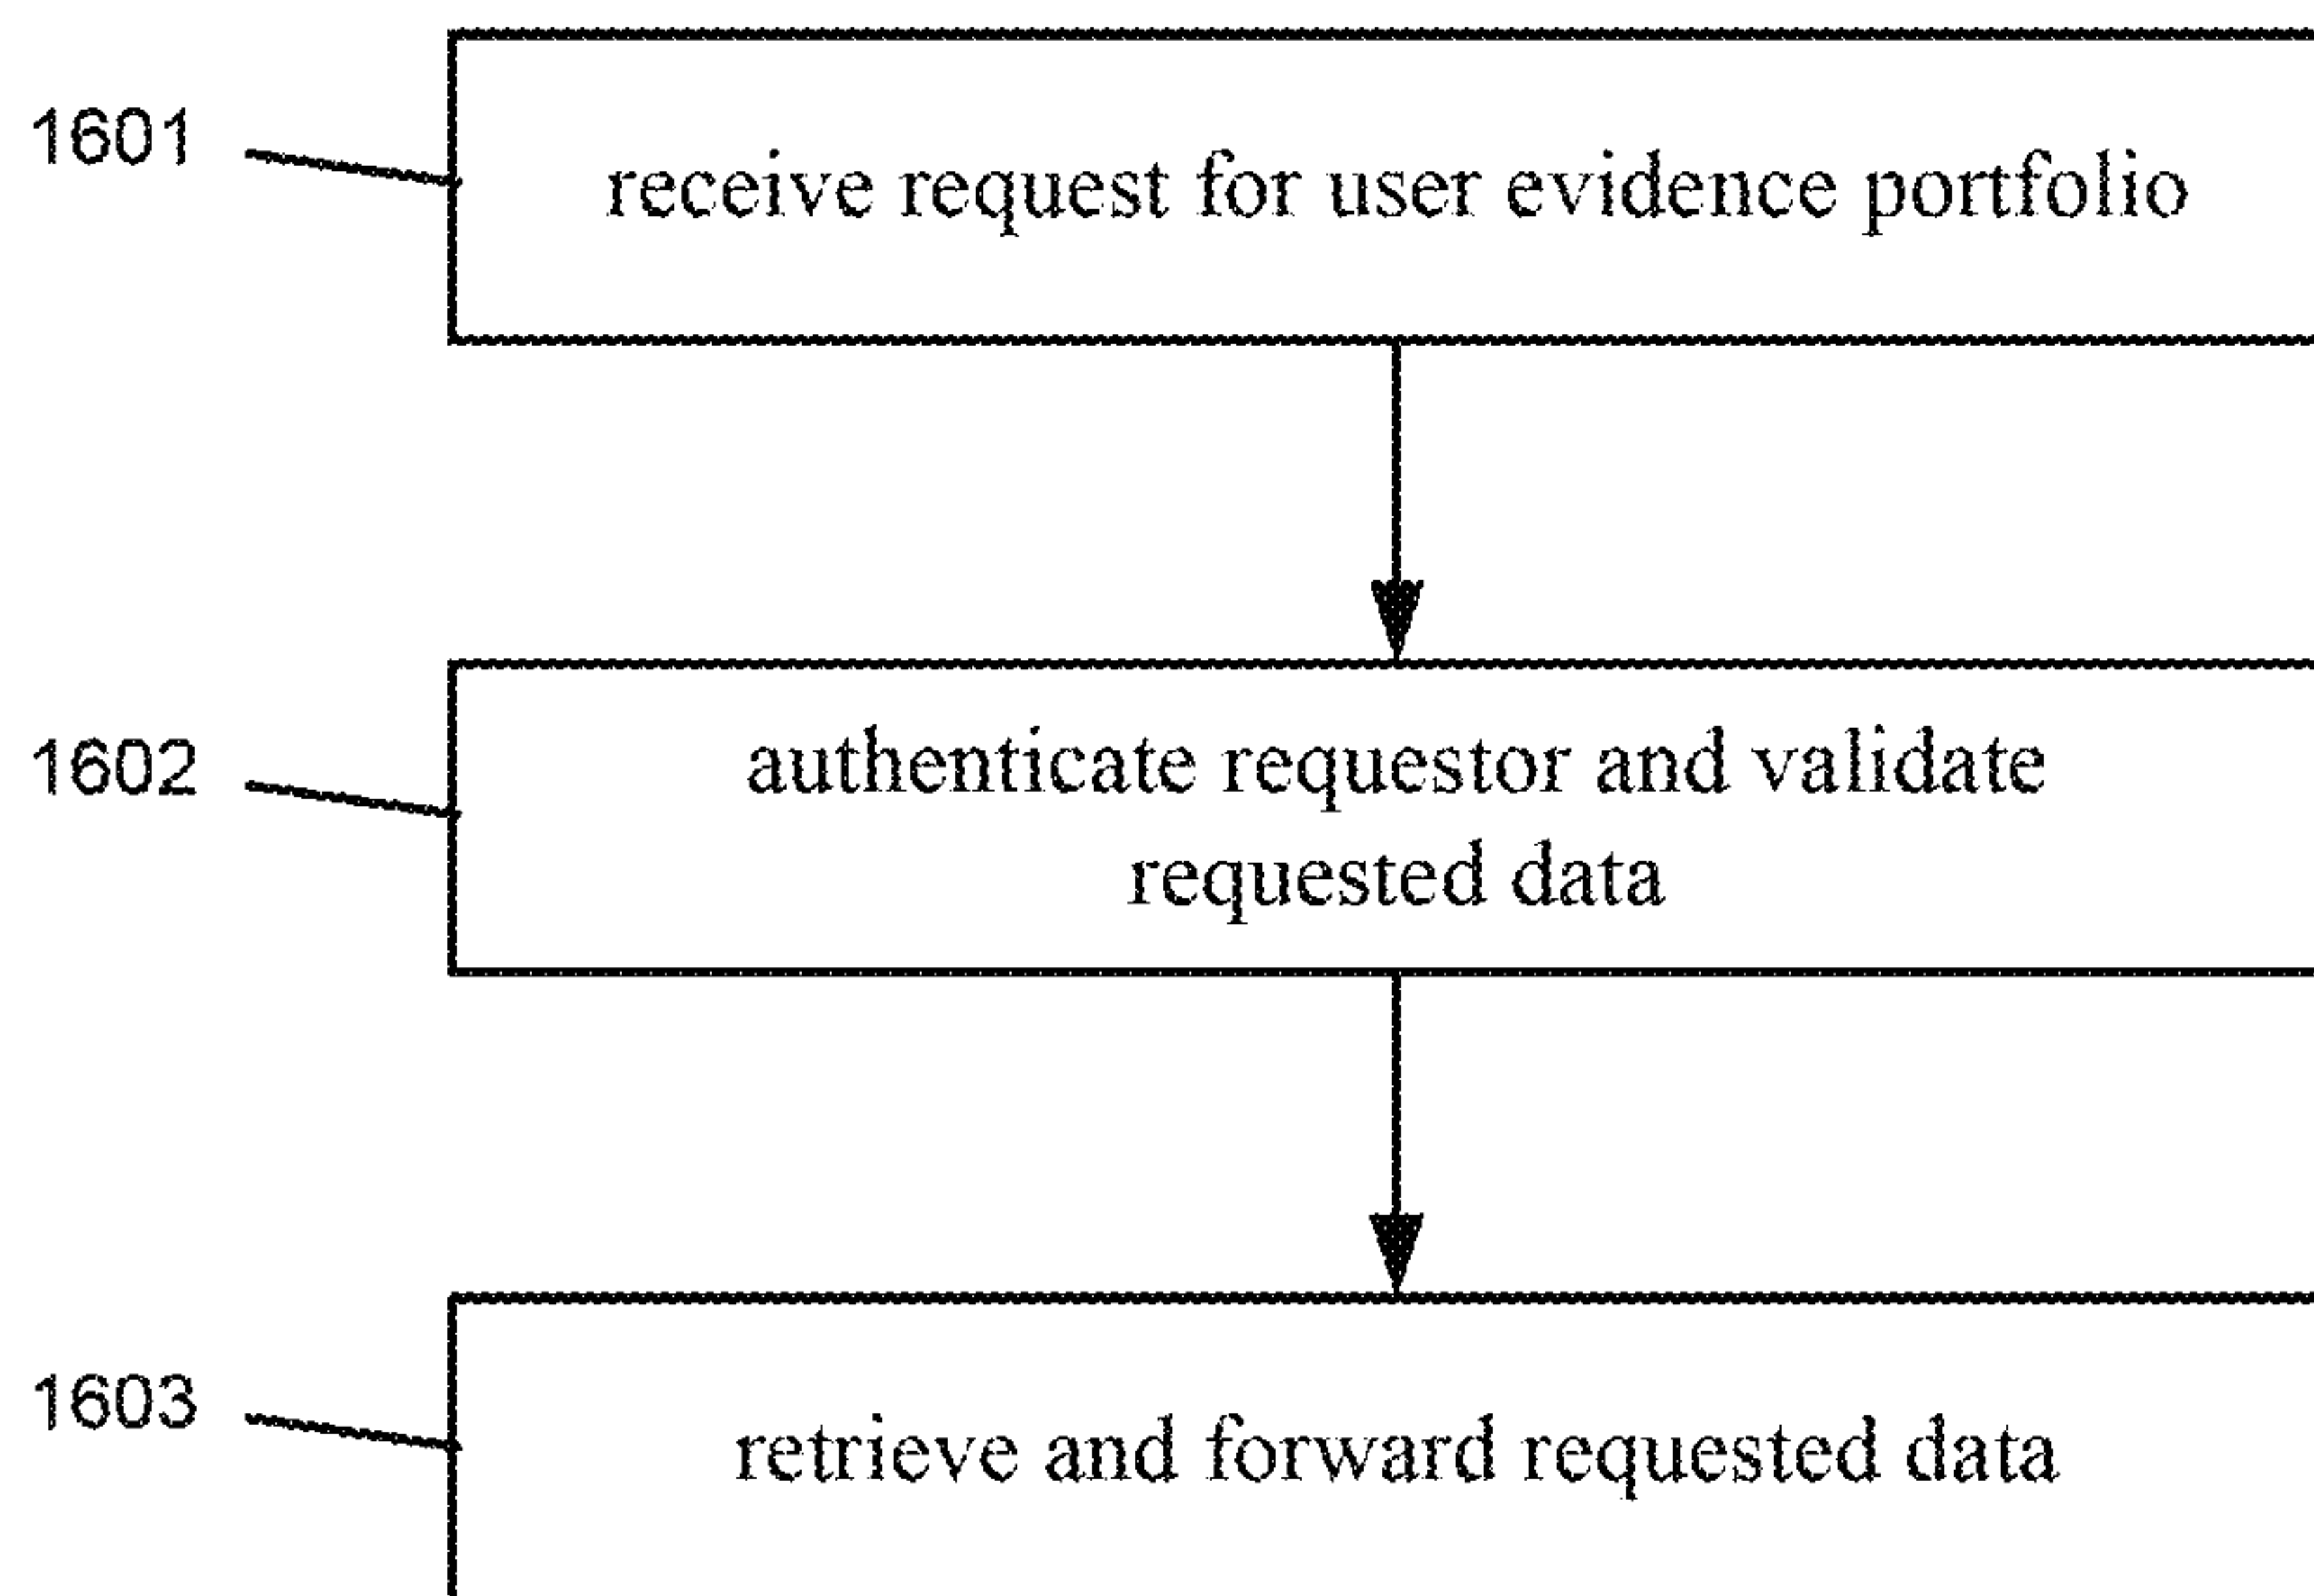 1601
receive request for user evidence portfolio
1602
authenticate requestor and validate
requested data
1603
retrieve and forward requested data